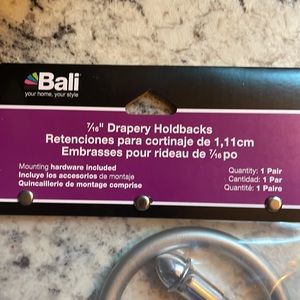 Bali
your home, your style
7/16" Drapery Holdbacks
Retenciones para cortinaje de 1,11cm
Embrasses pour rideau de 7/16 po
Mounting hardware included
Incluye los accesorios de montaje
Quincaillerie de montage comprise
Quantity: 1 Pair
Cantidad: 1 Par
Quantité: 1 Paire